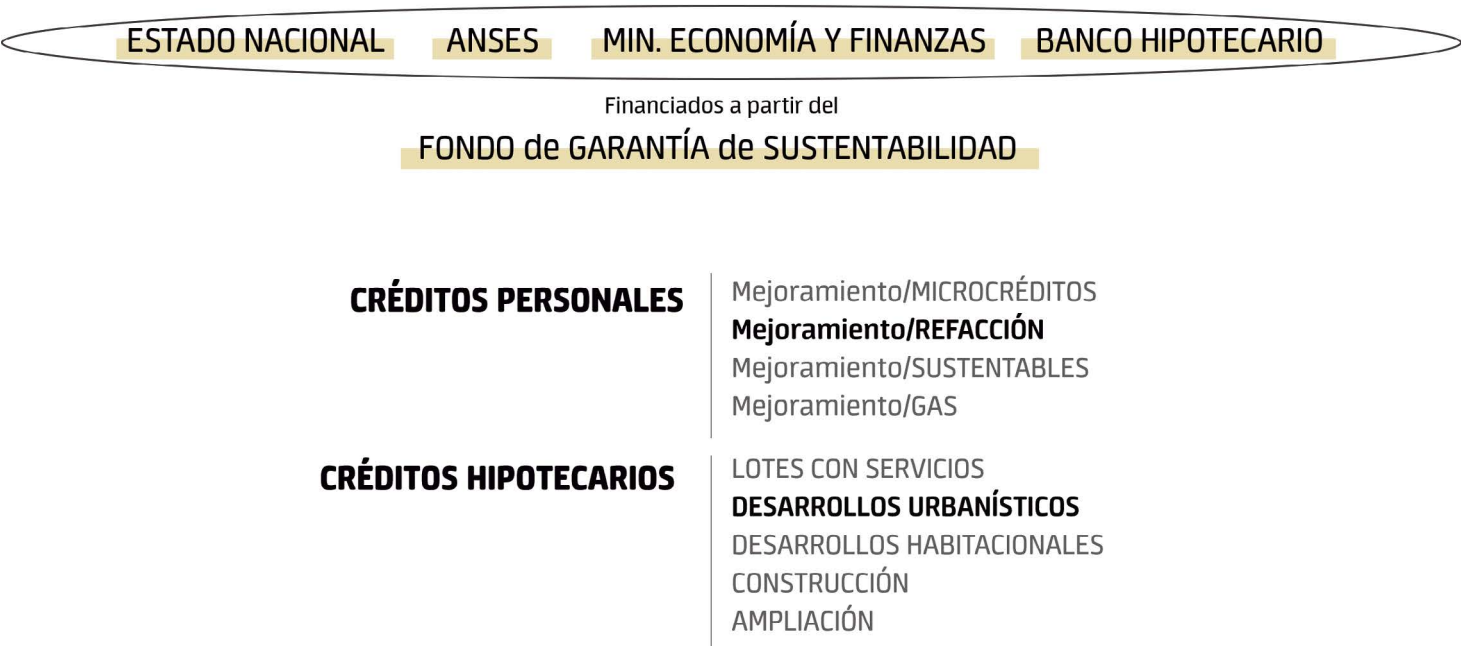 ESTADO NACIONAL ANSES MIN. ECONOMÍA Y FINANZAS BANCO HIPOTECARIO
Financiados a partir del
FONDO de GARANTÍA de SUSTENTABILIDAD
CRÉDITOS PERSONALES
Mejoramiento/MICROCRÉDITOS
Mejoramiento/REFACCIÓN
Mejoramiento/SUSTENTABLES
Mejoramiento/GAS
CRÉDITOS HIPOTECARIOS
LOTES CON SERVICIOS
DESARROLLOS URBANÍSTICOS
DESARROLLOS HABITACIONALES
CONSTRUCCIÓN
AMPLIACIÓN